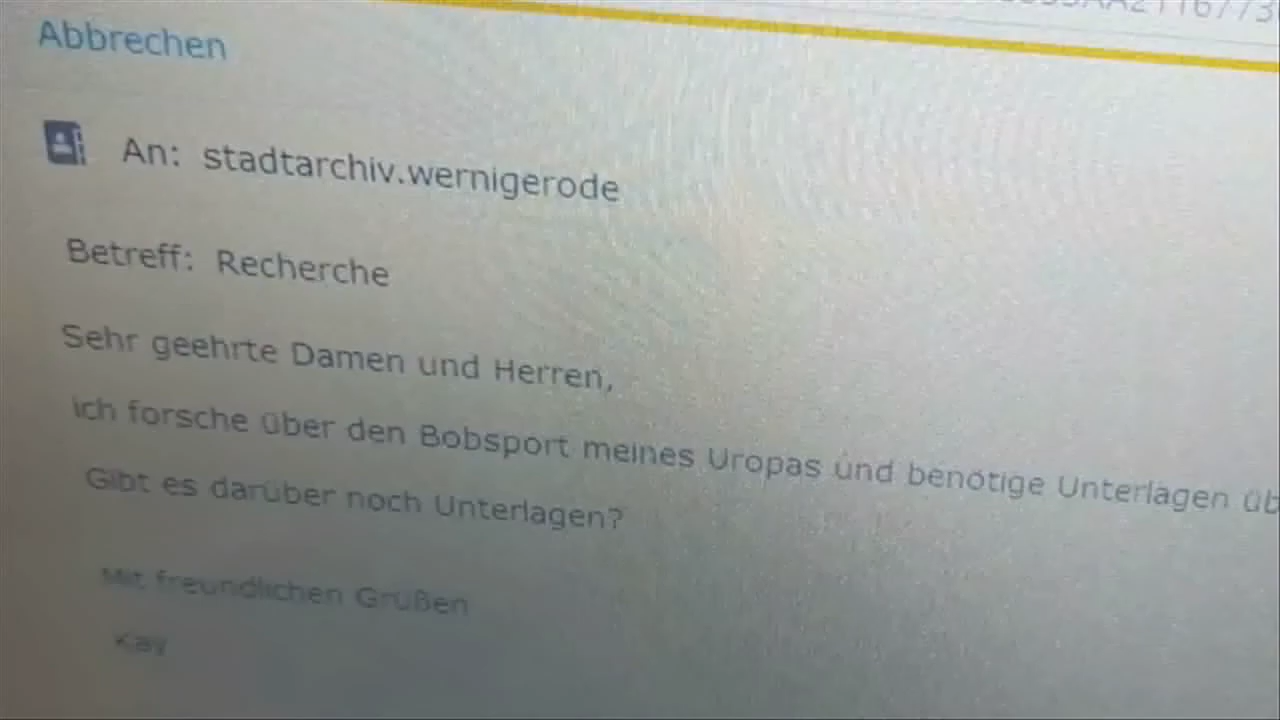 Abbrechen
An: stadtarchiv.wernigerode
Betreff: Recherche
Sehr geehrte Damen und Herren,
ich forsche über den Bobsport meines Uropas und benötige Unterlagen üb
Gibt es darüber noch Unterlagen?
Mit freundlichen Grüßen
Kay